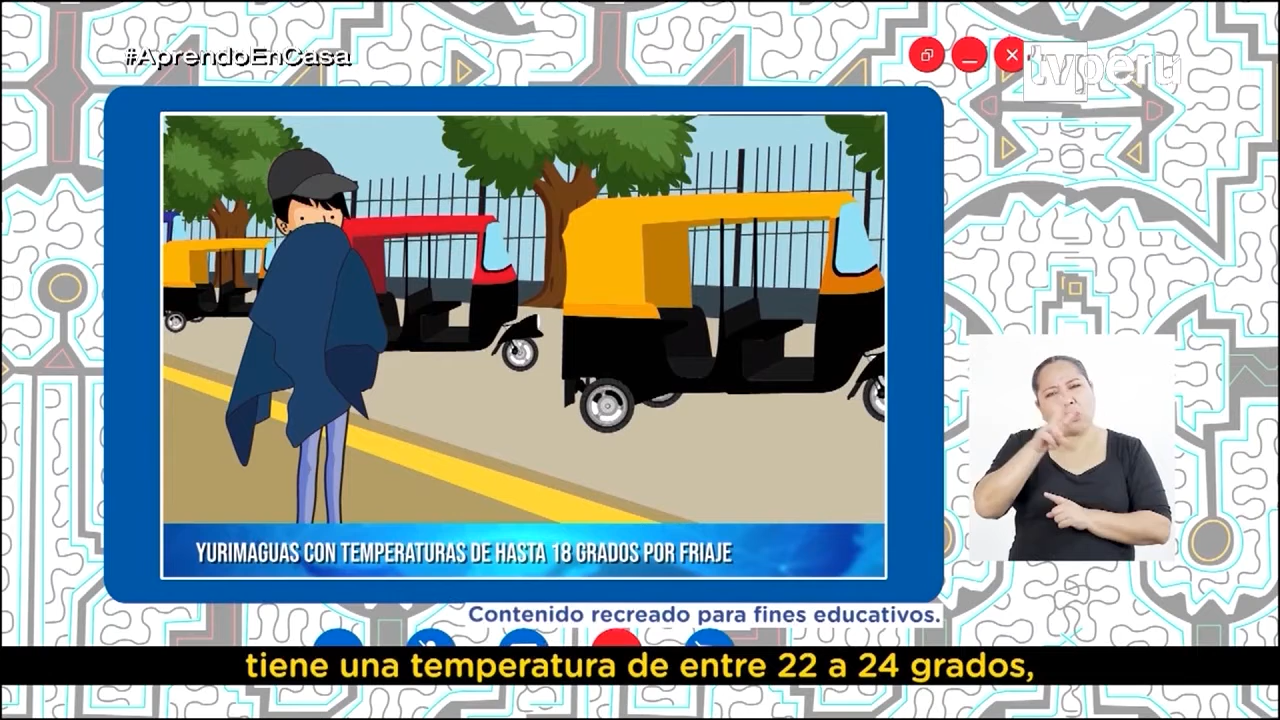 #AprendoEnCasa
tvperú
YURIMAGUAS CON TEMPERATURAS DE HASTA 18 GRADOS POR FRIAJE
Contenido recreado para fines educativos.
tiene una temperatura de entre 22 a 24 grados,